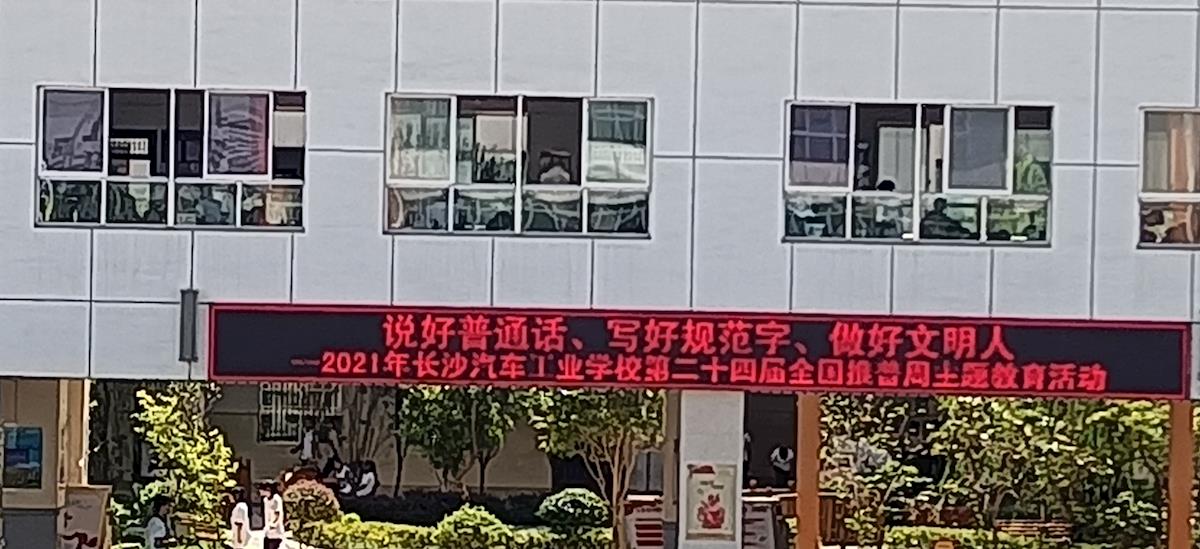 说好普通话、写好规范字、做好文明人
——2021年长沙汽车工业学校第二十四届全国推普周主题教育活动